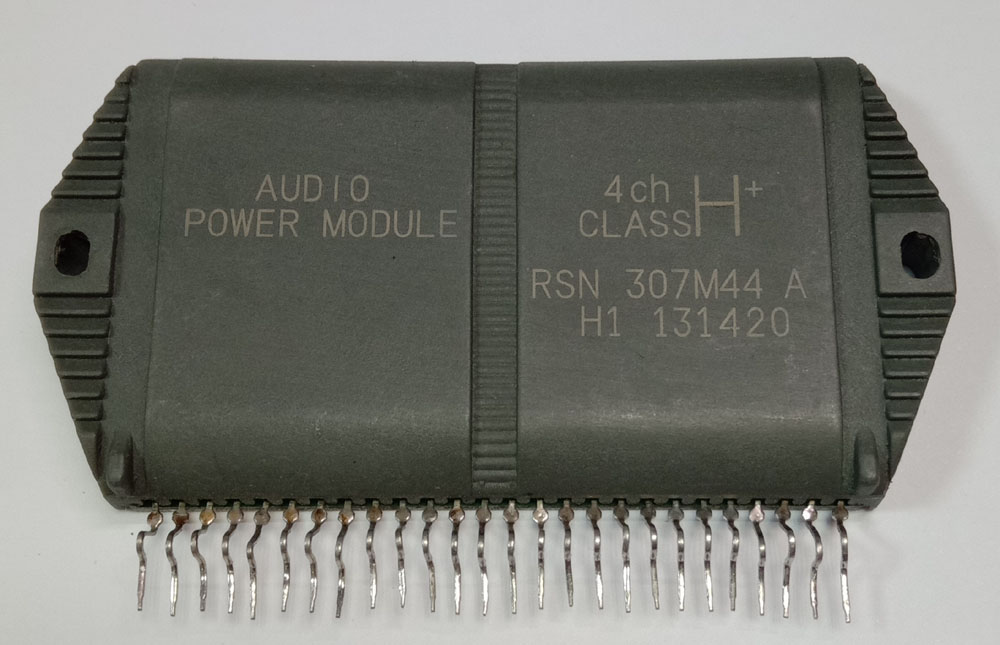 AUDIO
POWER MODULE
4ch
CLASS H+
RSN 307M44 A
H1 131420